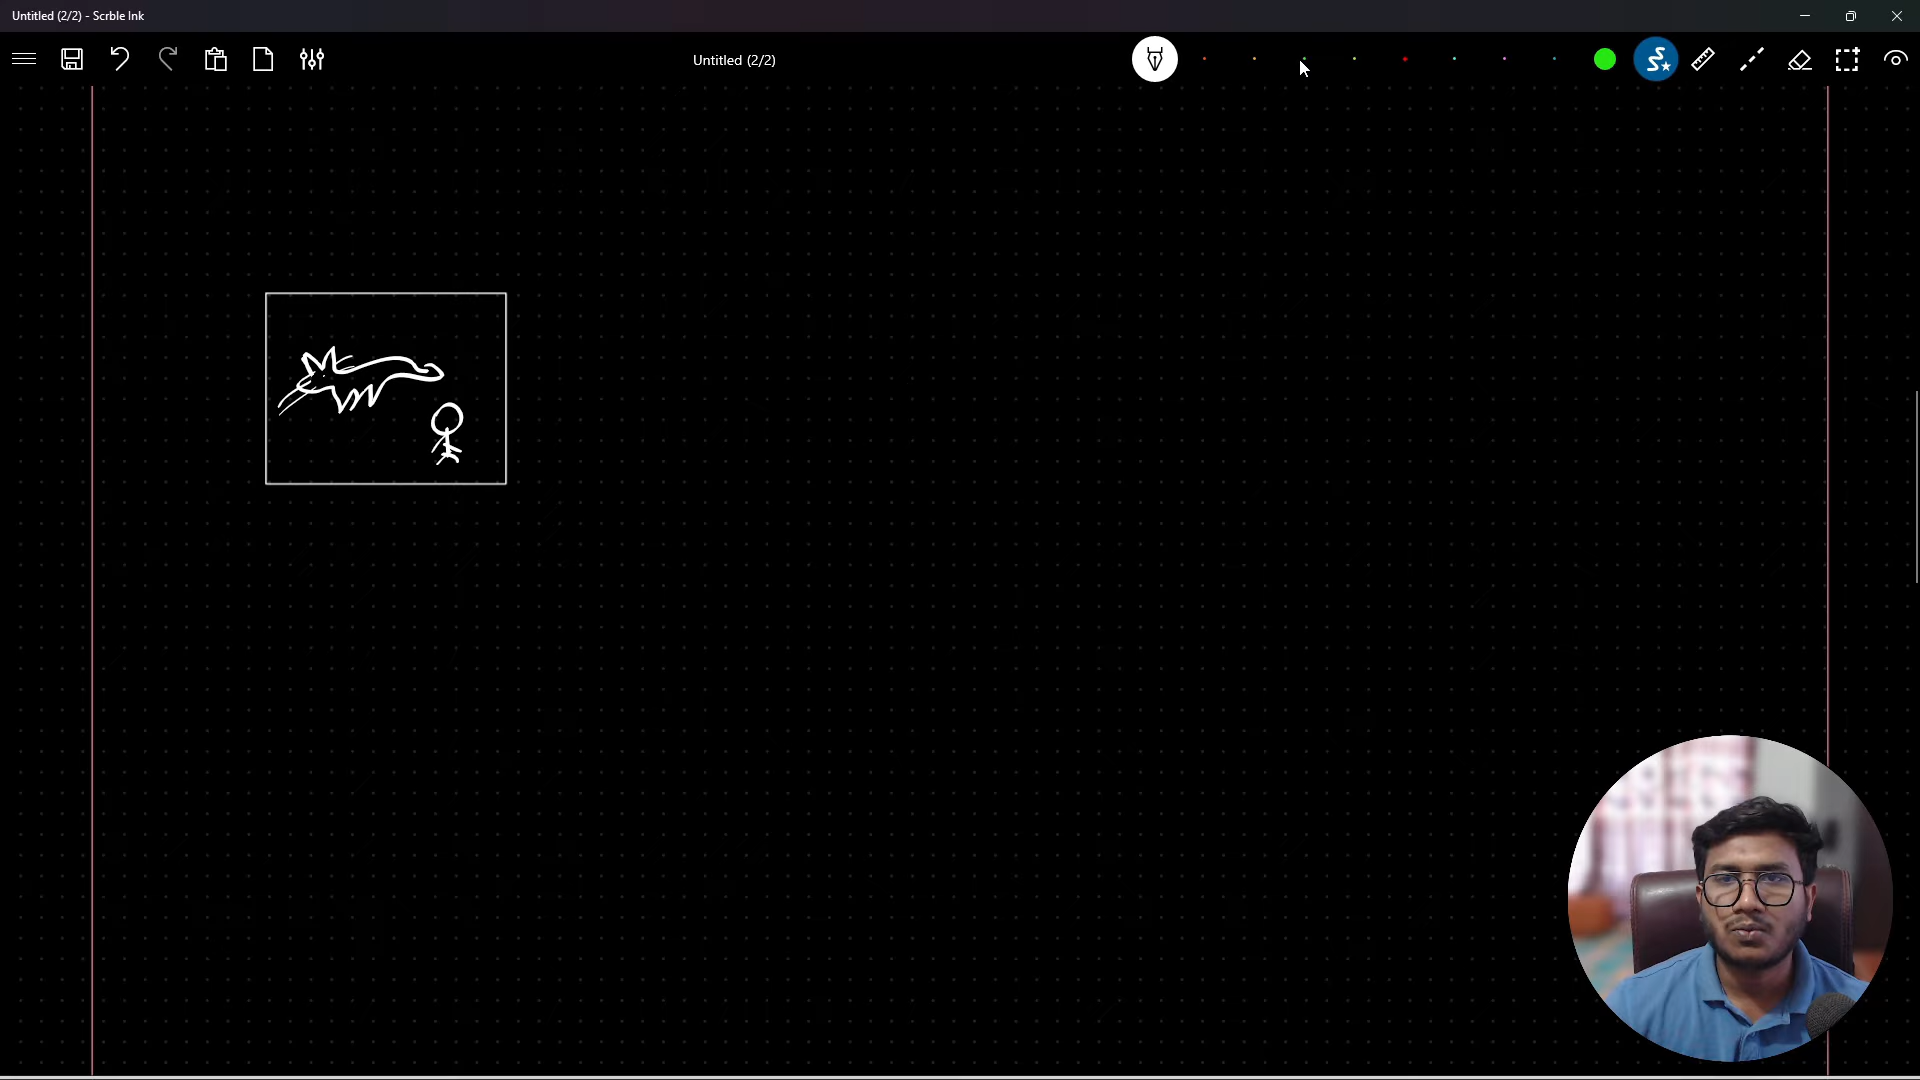 Untitled (2/2) - Scrble Ink
Untitled (2/2)